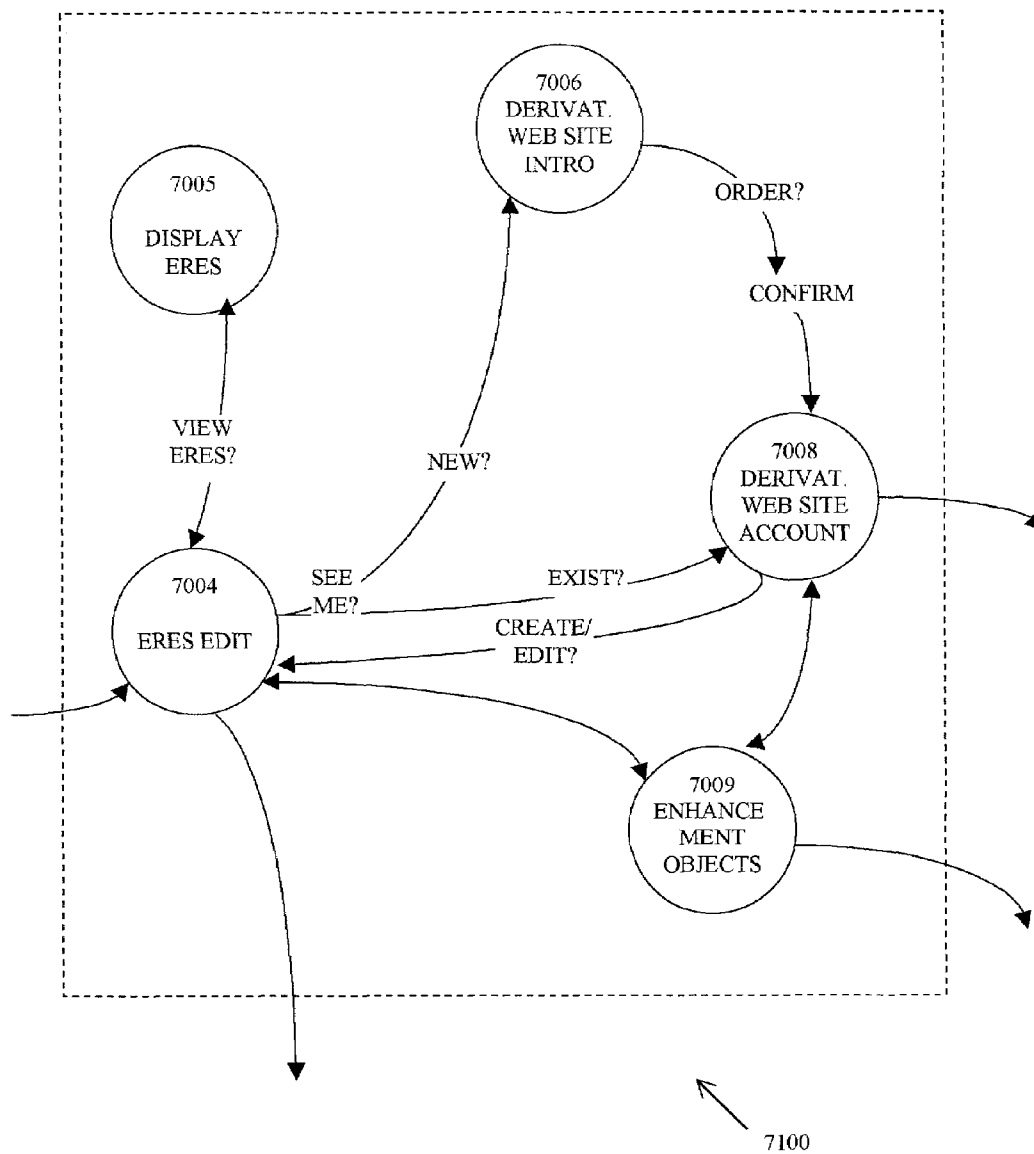 7006
DERIVAT.
WEB SITE
INTRO
7005
DISPLAY
ERES
ORDER?
CONFIRM
VIEW
ERES?
NEW?
7008
DERIVAT.
WEB SITE
ACCOUNT
7004
ERES EDIT
SEE
ME?
EXIST?
CREATE/
EDIT?
7009
ENHANCE
MENT
OBJECTS
7100